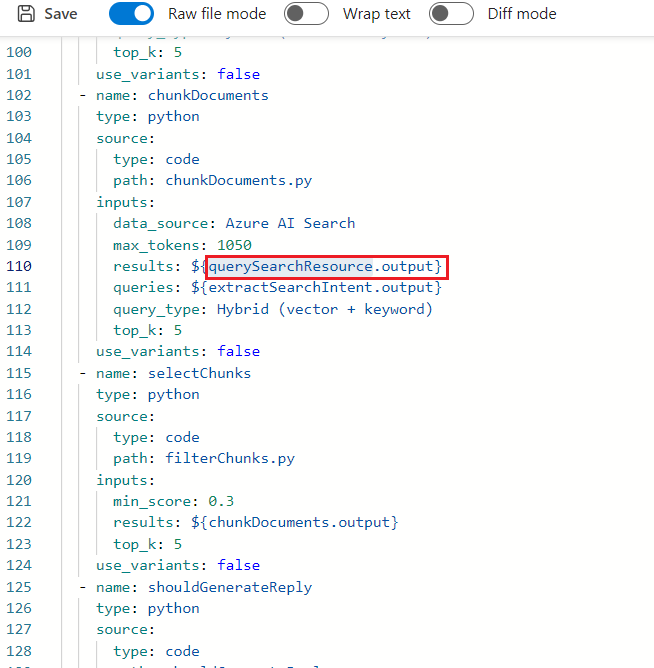 Save Raw file mode Wrap text Diff mode
100 top_k: 5
101 use_variants: false
102 - name: chunkDocuments
103 type: python
104 source:
105 type: code
106 path: chunkDocuments.py
107 inputs:
108 data_source: Azure AI Search
109 max_tokens: 1050
110 results: ${querySearchResource.output}
111 queries: ${extractSearchIntent.output}
112 query_type: Hybrid (vector + keyword)
113 top_k: 5
114 use_variants: false
115 - name: selectChunks
116 type: python
117 source:
118 type: code
119 path: filterChunks.py
120 inputs:
121 min_score: 0.3
122 results: ${chunkDocuments.output}
123 top_k: 5
124 use_variants: false
125 - name: shouldGenerateReply
126 type: python
127 source:
128 type: code